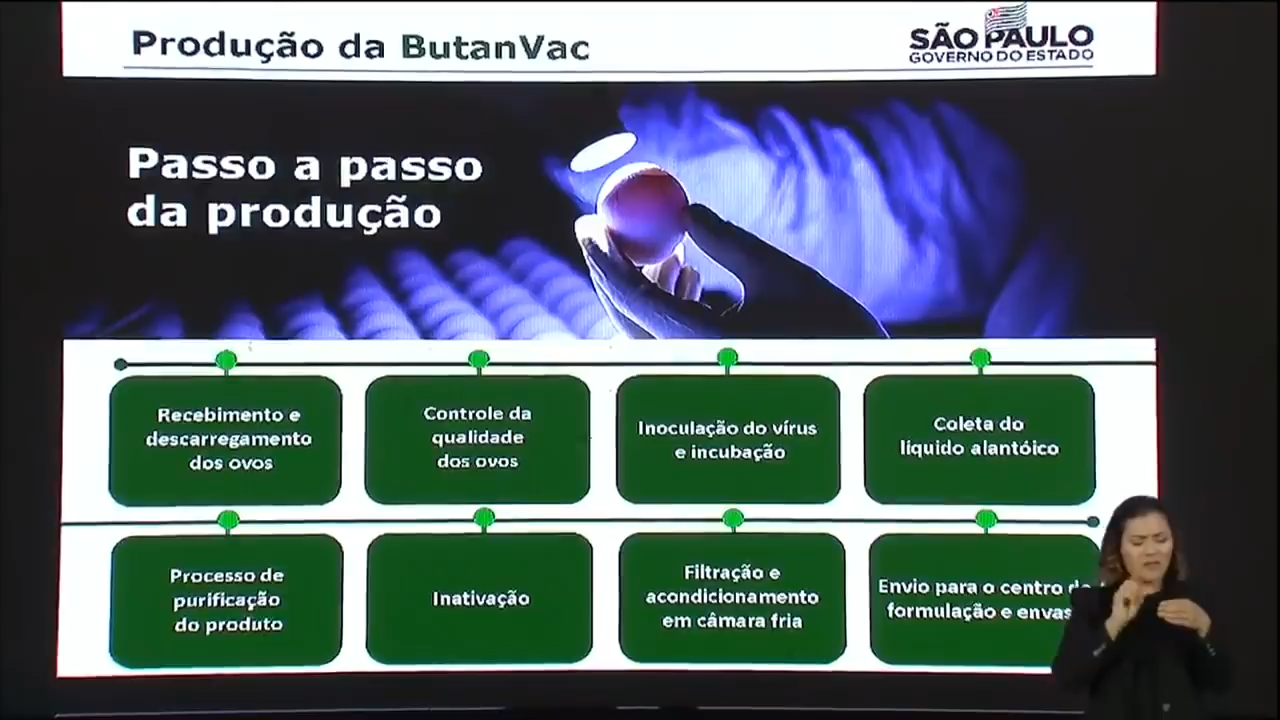 Produção da ButanVac
SÃO PAULO
GOVERNO DO ESTADO
Passo a passo
da produção
Recebimento e
descarregamento
dos ovos
Controle da
qualidade
dos ovos
Inoculação do vírus
e incubação
Coleta do
líquido alantóico
Processo de
purificação
do produto
Inativação
Filtração e
acondicionamento
em câmara fria
Envio para o centro
formulação e